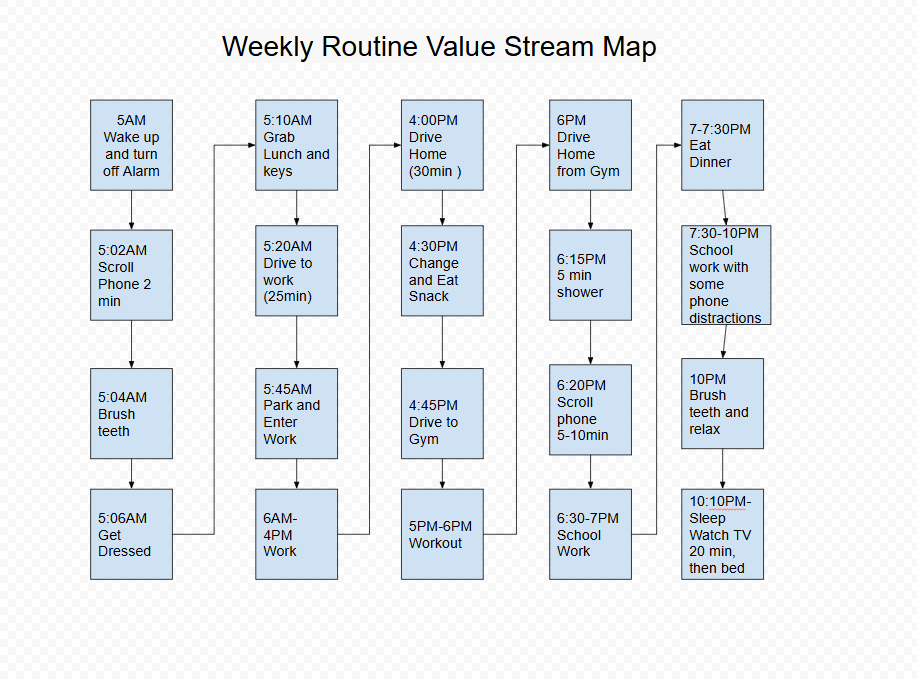 Weekly Routine Value Stream Map
5AM
Wake up
and turn
off Alarm
5:02AM
Scroll
Phone 2
min
5:04AM
Brush
teeth
5:06AM
Get
Dressed
5:10AM
Grab
Lunch and
keys
5:20AM
Drive to
work
(25min)
5:45AM
Park and
Enter
Work
6AM-
4PM
Work
4:00PM
Drive
Home
(30min )
4:30PM
Change
and Eat
Snack
4:45PM
Drive to
Gym
5PM-6PM
Workout
6PM
Drive
Home
from Gym
6:15PM
5 min
shower
6:20PM
Scroll
phone
5-10min
6:30-7PM
School
Work
7-7:30PM
Eat
Dinner
7:30-10PM
School
work with
some
phone
distractions
10PM
Brush
teeth and
relax
10:10PM-
Sleep
Watch TV
20 min,
then bed